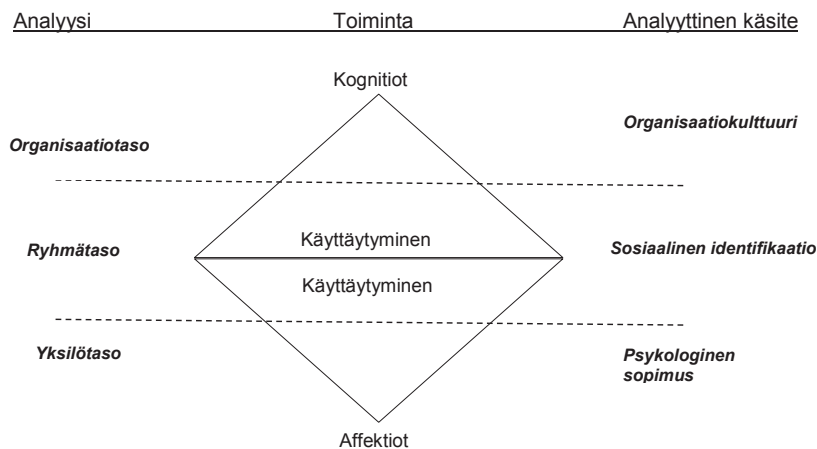 Analyysi Toiminta Analyyttinen käsite
Kognitiot
Organisaatiokulttuuri
Organisaatiotaso
Käyttäytyminen
Ryhmätaso Sosiaalinen identifikaatio
Käyttäytyminen
Yksilötaso Psykologinen
sopimus
Affektiot